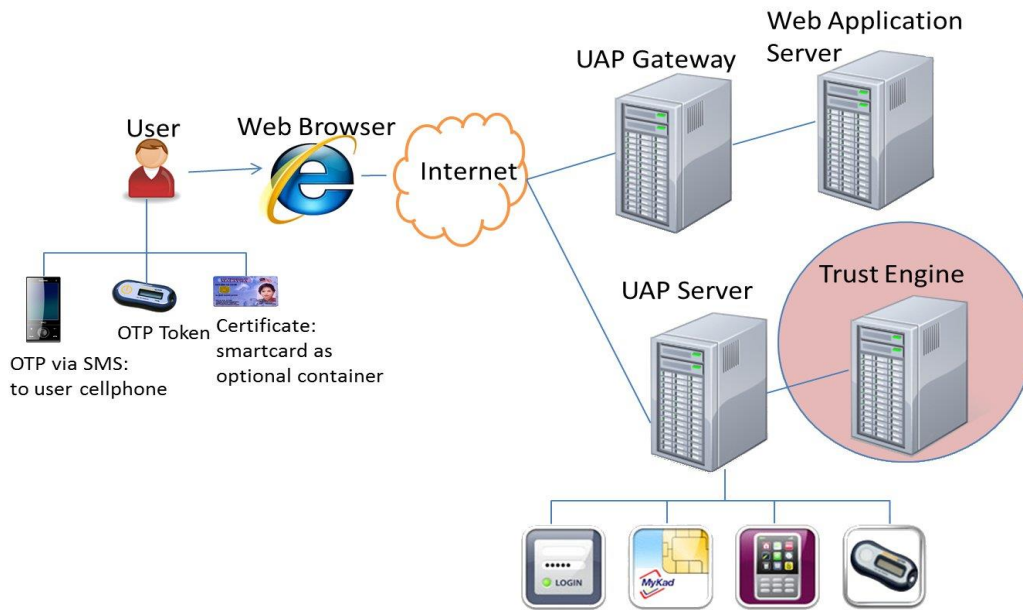 Web Application
Server
UAP Gateway
User
Web Browser
Internet
Trust Engine
UAP Server
OTP Token
Certificate:
smartcard as
optional container
OTP via SMS:
to user cellphone
LOGIN
MyKad